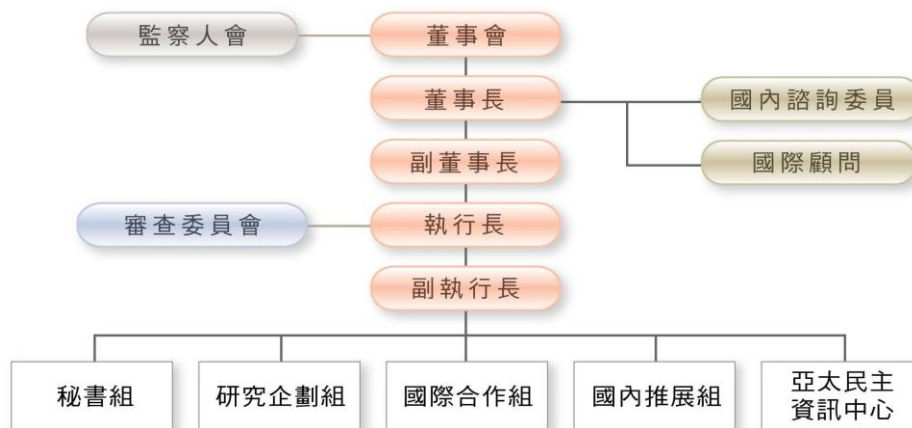 監察人會
董事會
董事長
國內諮詢委員
副董事長
國際顧問
審查委員會
執行長
副執行長
秘書組
研究企劃組
國際合作組
國內推展組
亞太民主
資訊中心